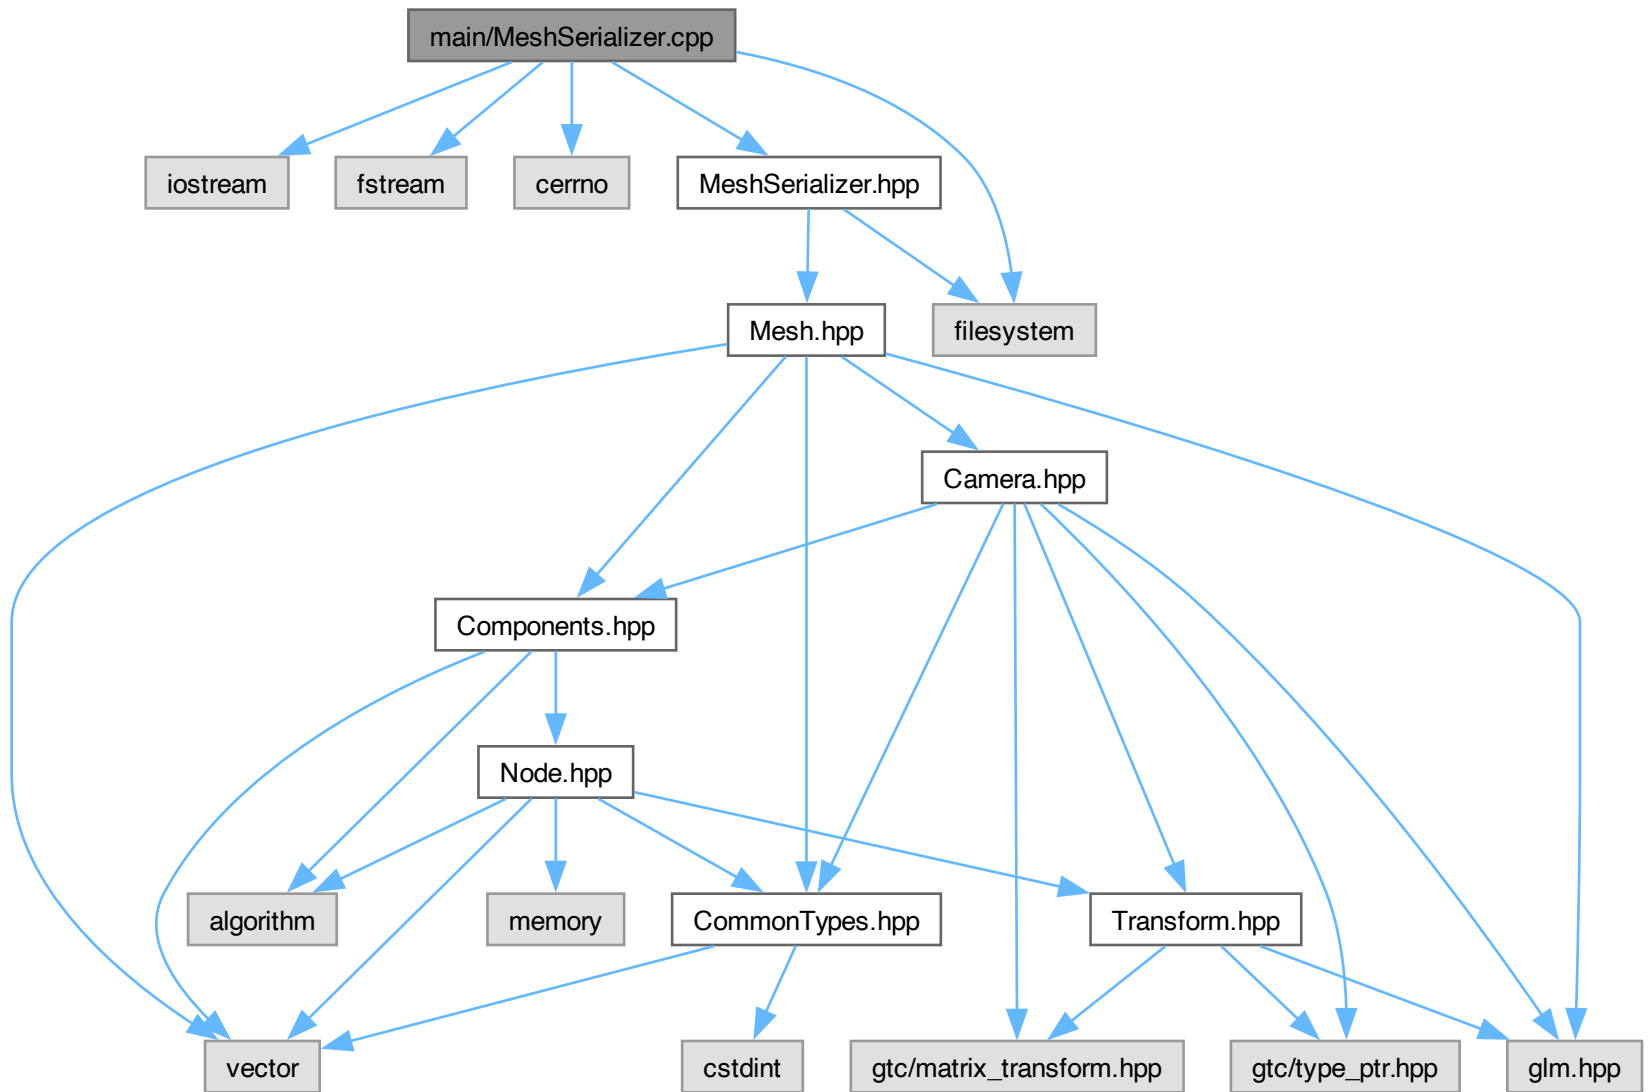 main/MeshSerializer.cpp
iostream
fstream
cerrno
MeshSerializer.hpp
Mesh.hpp
filesystem
Camera.hpp
Components.hpp
Node.hpp
algorithm
memory
CommonTypes.hpp
Transform.hpp
vector
cstdint
gtc/matrix_transform.hpp
gtc/type_ptr.hpp
glm.hpp